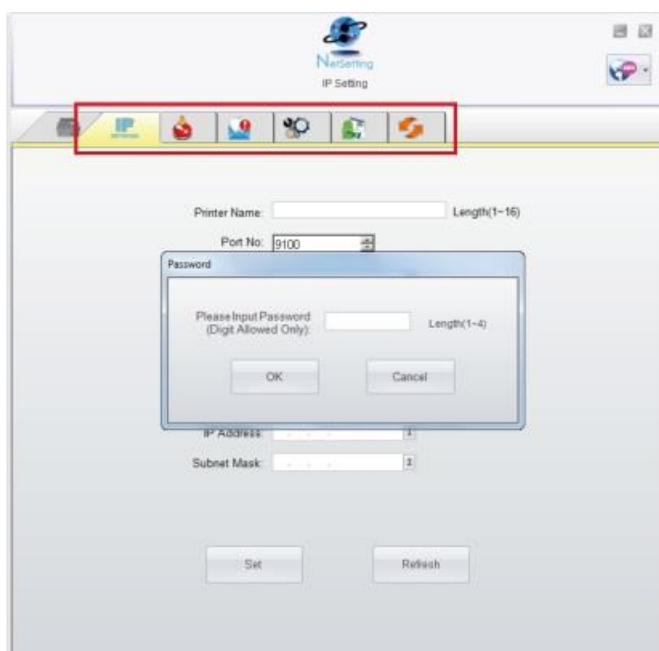 NetSetting
IP Setting
IP
Printer Name:
Length(1~16)
Port No:
9100
Password
Please Input Password
(Digit Allowed Only):
Length(1~4)
OK
Cancel
IP Address:
Subnet Mask:
Set
Refresh